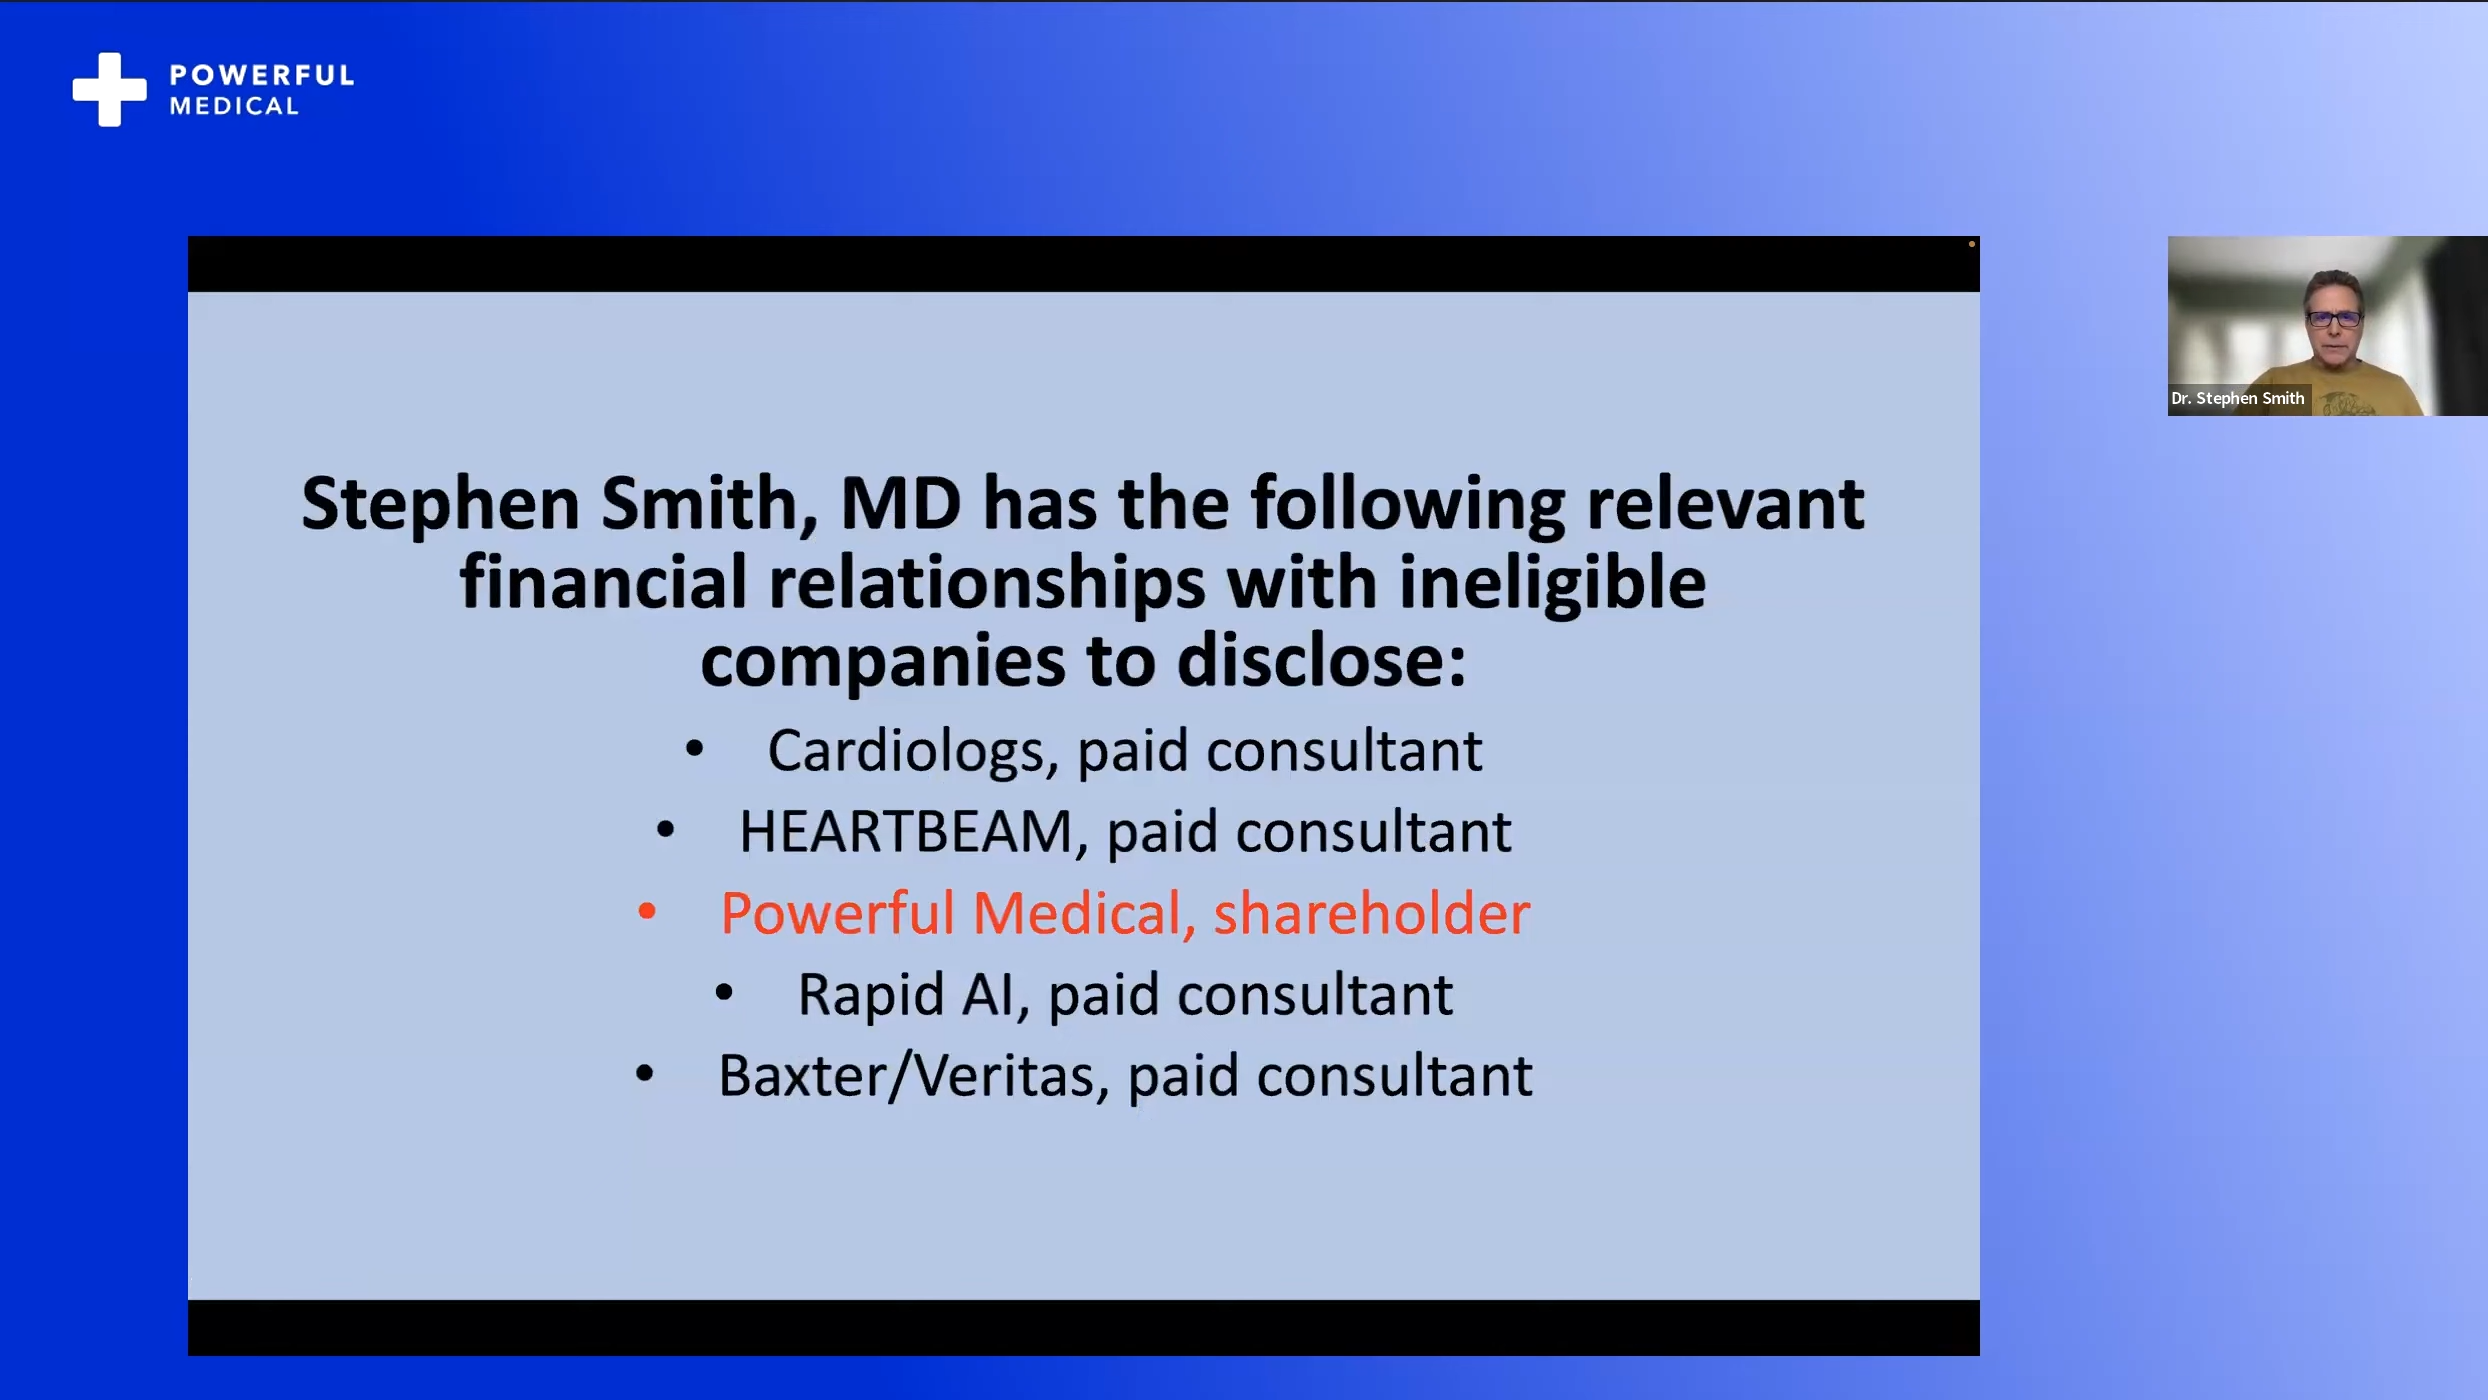 POWERFUL
MEDICAL
Stephen Smith, MD has the following relevant
financial relationships with ineligible
companies to disclose:
• Cardiologs, paid consultant
• HEARTBEAM, paid consultant
• Powerful Medical, shareholder
• Rapid AI, paid consultant
• Baxter/Veritas, paid consultant
Dr. Stephen Smith